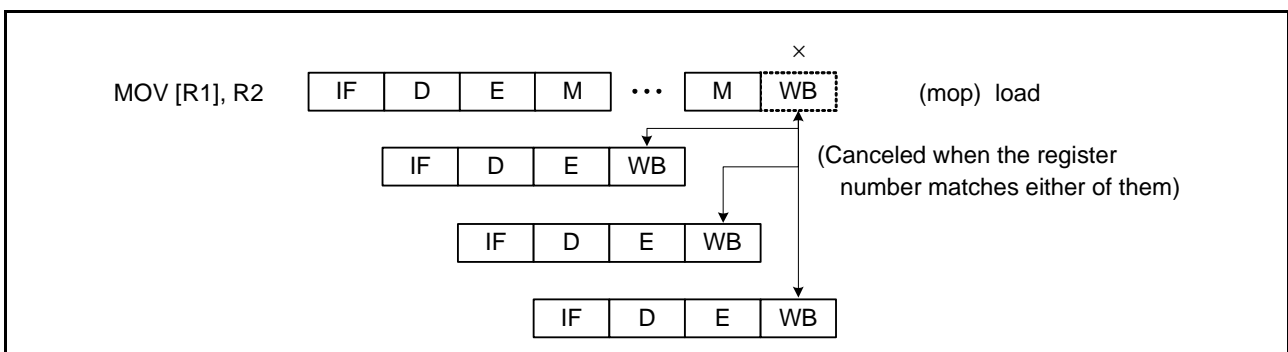 ×
MOV [R1], R2 IF D E M ••• M WB (mop) load
IF D E WB (Canceled when the register
number matches either of them)
IF D E WB
IF D E WB